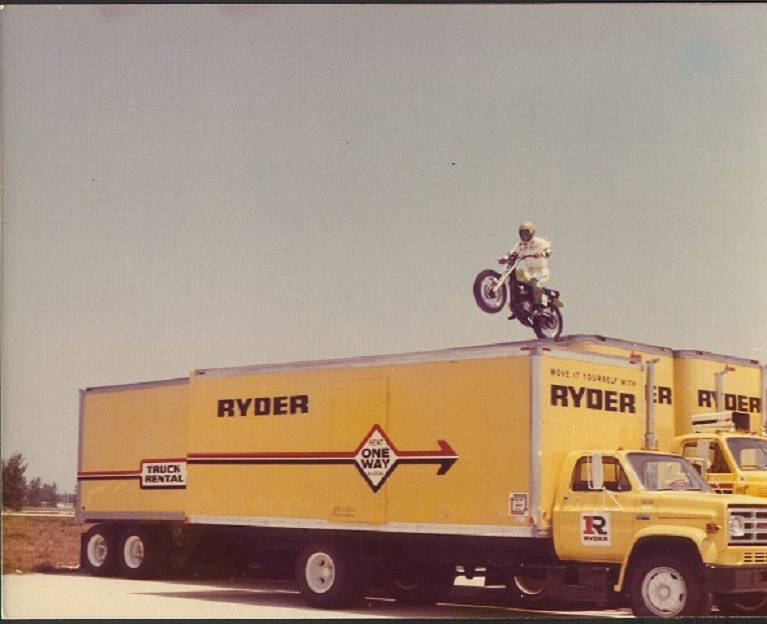 RYDER
TRUCK
RENTAL
RENT
ONE
WAY
MOVE IT YOURSELF WITH
RYDER
R
RYDER
ER
RYDER